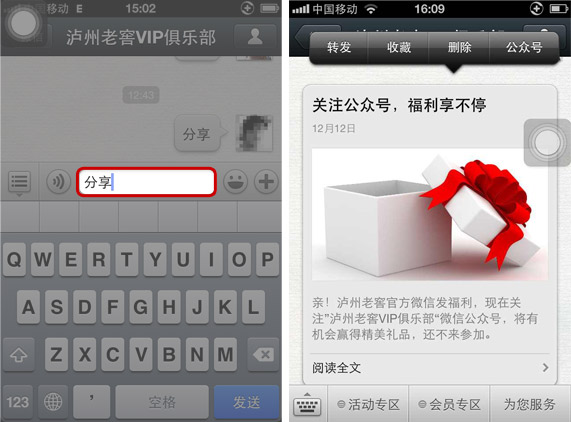 中国移动 E 15:02
泸州老窖VIP俱乐部
12:43
分享
分享
Q W E R T Y U I O P
A S D F G H J K L
Z X C V B N M
123 ， 空格 发送
中国移动 16:09
转发 收藏 删除 公众号
关注公众号，福利享不停
12月12日
亲！泸州老窖官方微信发福利，现在关
注"泸州老窖VIP俱乐部“微信公众号，将有
机会赢得精美礼品，还不来参加。
阅读全文
活动专区 会员专区 为您服务